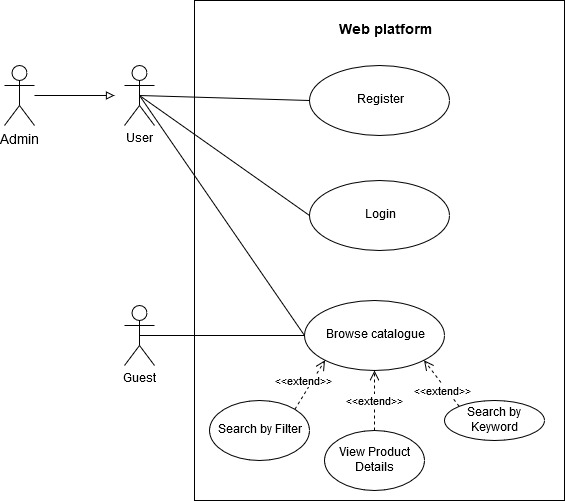 Web platform
Register
Admin
User
Login
Browse catalogue
Guest
<<extend>>
<<extend>>
<<extend>>
Search by Filter
View Product
Details
Search by
Keyword